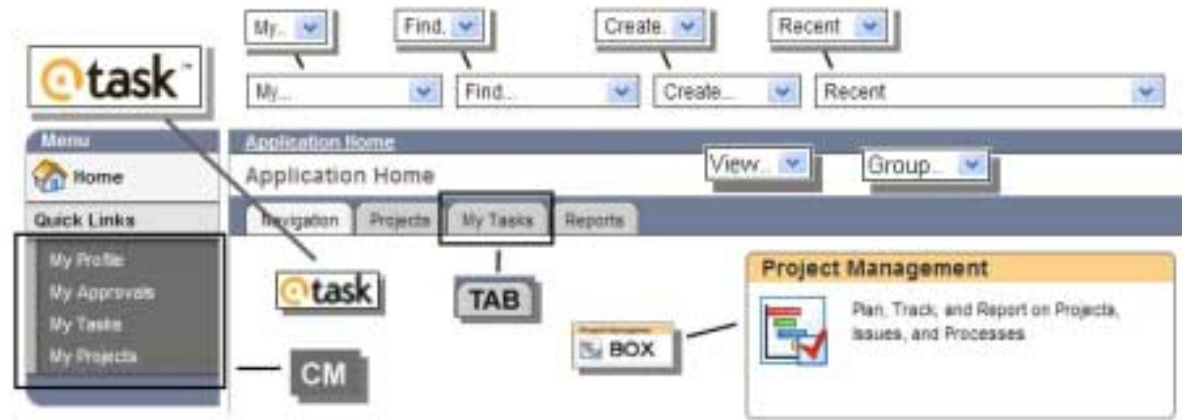 My.. Find. Create. Recent
@task™
My... Find... Create... Recent
Menu
Application Home
Home
Application Home
View... Group..
Quick Links
Navigation Projects My Tasks Reports
My Profile
My Approvals
My Tasks
My Projects
@task
TAB
Project Management
Plan, Track, and Report on Projects,
Issues, and Processes
BOX
CM